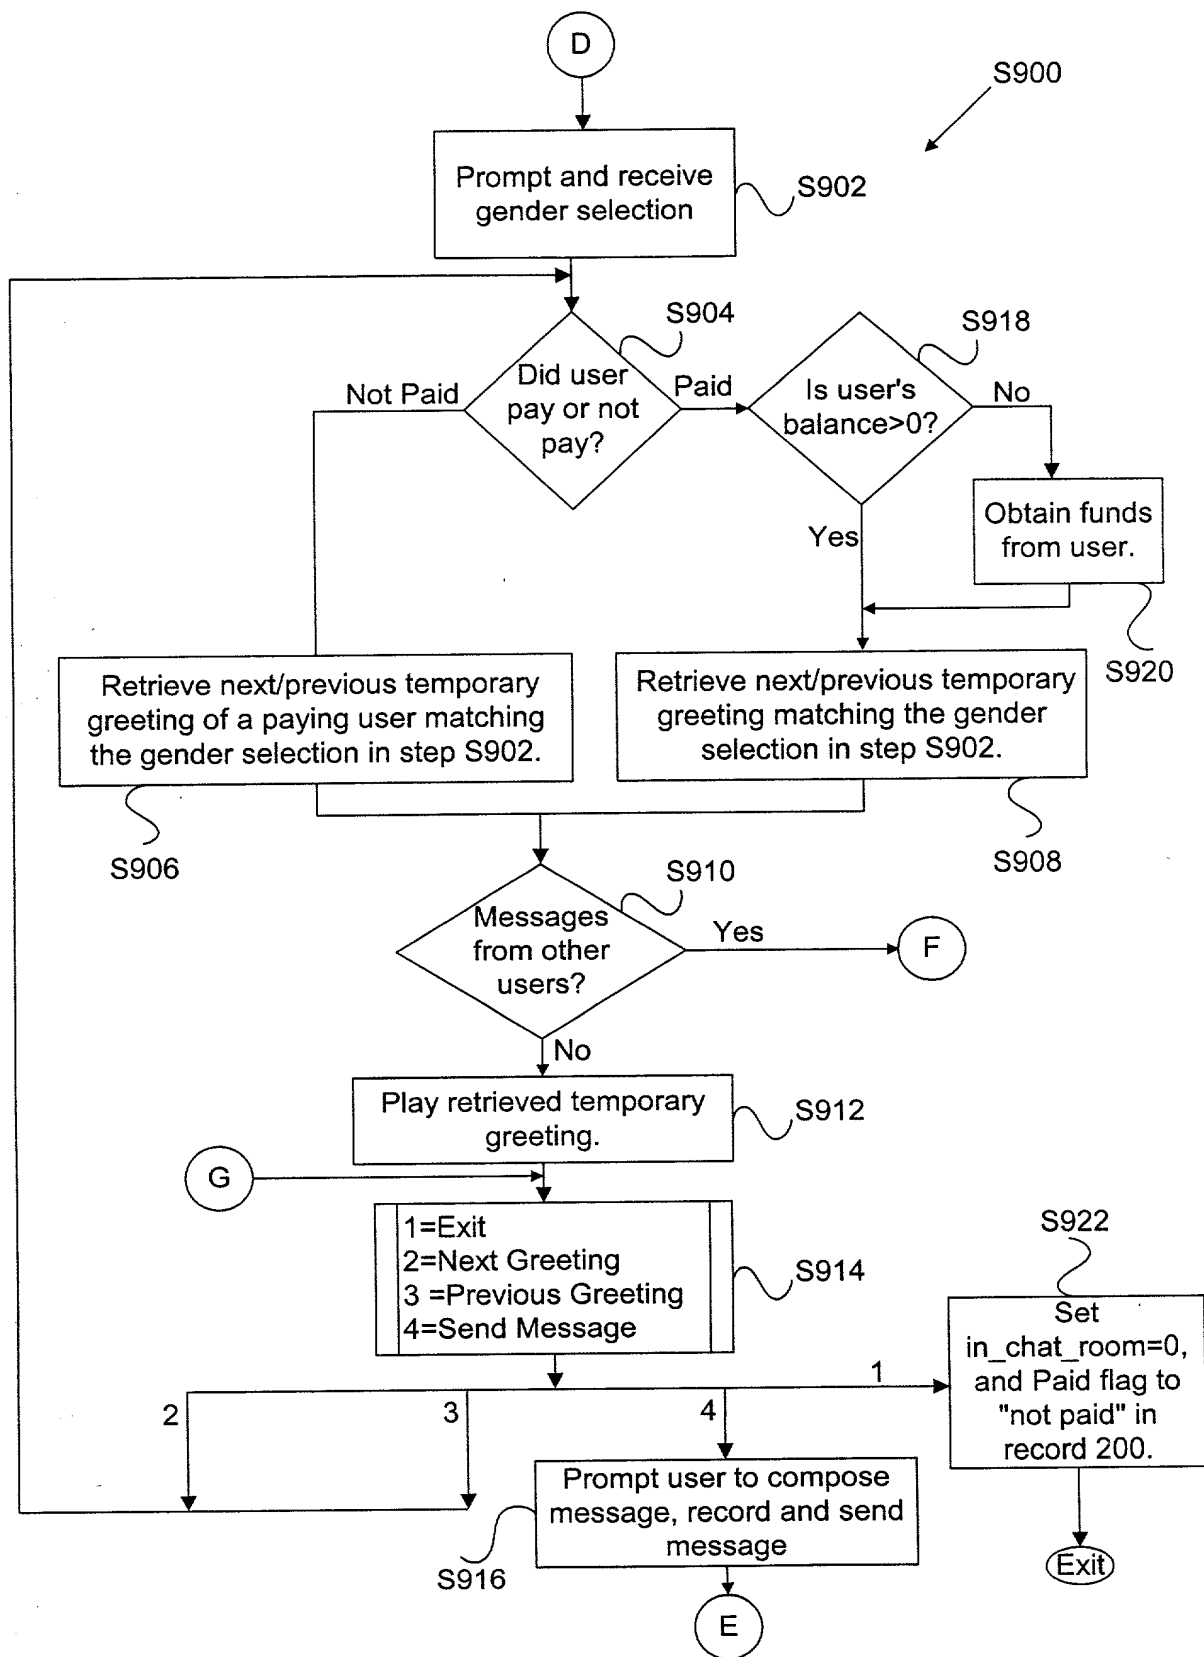 D
S900
Prompt and receive
gender selection
S902
S904
S918
Did user
pay or not
pay?
Not Paid
Paid
Is user's
balance>0?
No
Yes
Obtain funds
from user.
S920
Retrieve next/previous temporary
greeting of a paying user matching
the gender selection in step S902.
S906
Retrieve next/previous temporary
greeting matching the gender
selection in step S902.
S908
S910
Messages
from other
users?
Yes
F
No
Play retrieved temporary
greeting.
S912
G
1=Exit
2=Next Greeting
3 =Previous Greeting
4=Send Message
S914
S922
Set
in_chat_room=0,
and Paid flag to
"not paid" in
record 200.
1
2
3
4
Prompt user to compose
message, record and send
message
S916
Exit
E